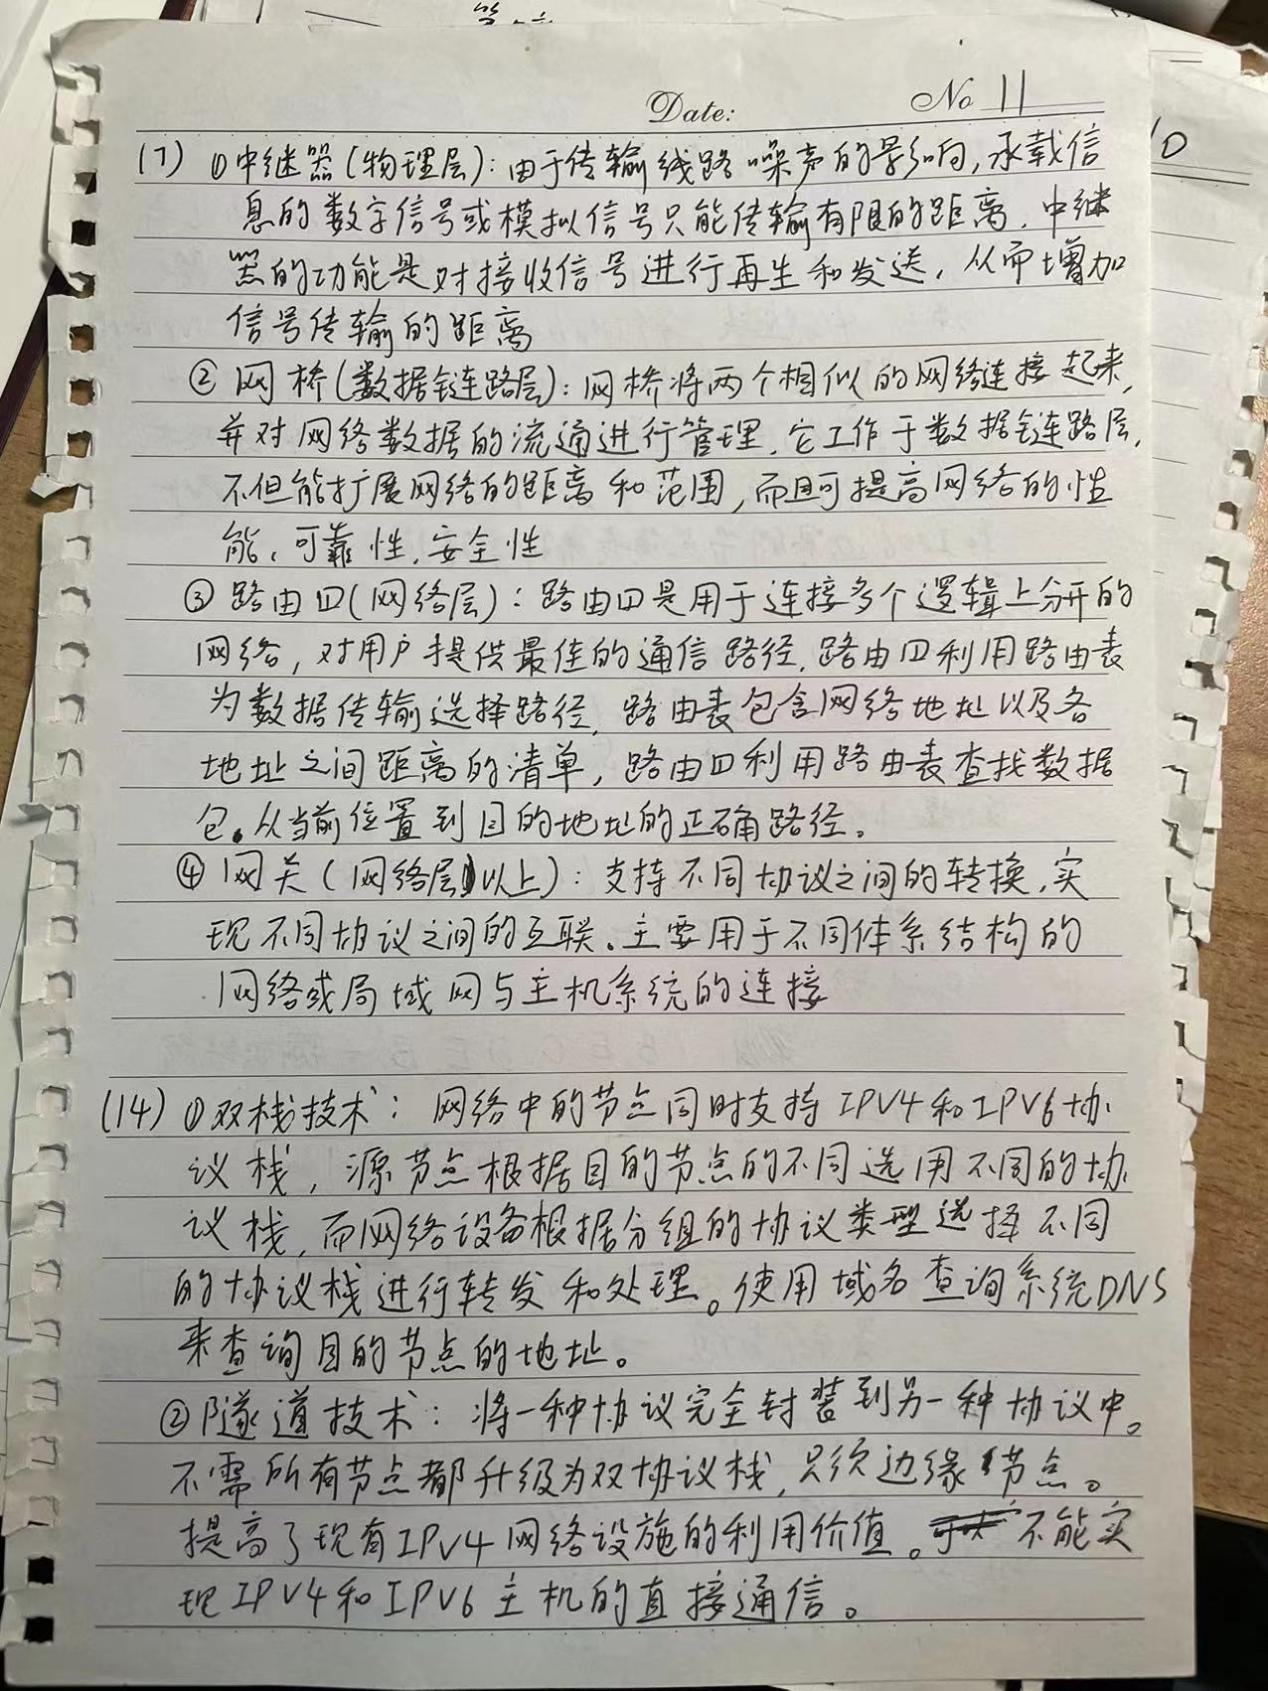 Date: No 11
10
(7) ①中继器(物理层):由于传输线路噪声的影响,承载信
息的数字信号或模拟信号只能传输有限的距离.中继
器的功能是对接收信号进行再生和发送,从而增加
信号传输的距离
②网桥(数据链路层):网桥将两个相似的网络连接起来,
并对网络数据的流通进行管理.它工作于数据链路层,
不但能扩展网络的距离和范围,而且可提高网络的性
能、可靠性.安全性
③路由口(网络层):路由口是用于连接多个逻辑上分开的
网络,对用户提供最佳的通信路径.路由口利用路由表
为数据传输选择路径,路由表包含网络地址以及各
地址之间距离的清单,路由口利用路由表查找数据
包。从当前位置到目的地址的正确路径。
④网关(网络层以上):支持不同协议之间的转换,实
现不同协议之间的互联。主要用于不同体系结构的
网络或局域网与主机系统的连接
(14)①双栈技术:网络中的节点同时支持IPV4和IPV6协
议栈,源节点根据目的节点的不同选用不同的协
议栈,而网络设备根据分组的协议类型选择不同
的协议栈进行转发和处理。使用域名查询系统DNS
来查询目的节点的地址。
②隧道技术:将一种协议完全封装到另一种协议中。
不需所有节点都升级为双协议栈,只须边缘节点。
提高了现有IPV4网络设施的利用价值。不能实
现IPV4和IPV6主机的直接通信。